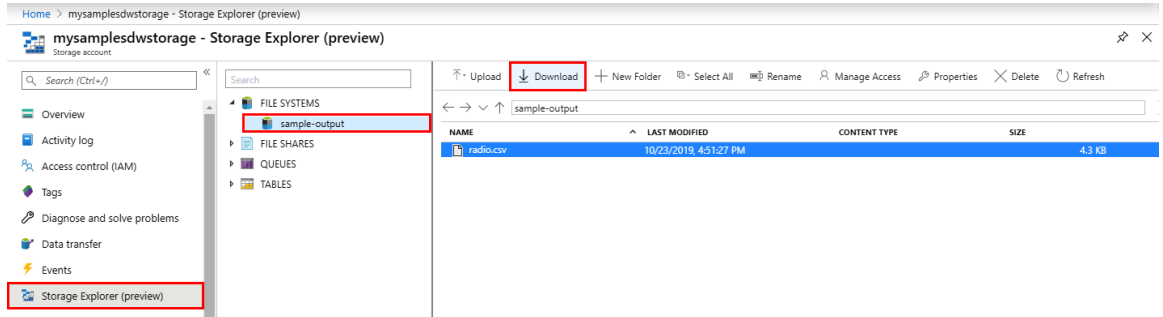 Home > mysamplesdwstorage - Storage Explorer (preview)
mysamplesdwstorage - Storage Explorer (preview)
Storage account
Search (Ctrl+/)
«
Overview
Activity log
Access control (IAM)
Tags
Diagnose and solve problems
Data transfer
Events
Storage Explorer (preview)
Search
FILE SYSTEMS
sample-output
FILE SHARES
QUEUES
TABLES
Upload Download New Folder Select All Rename Manage Access Properties Delete Refresh
sample-output
NAME LAST MODIFIED CONTENT TYPE SIZE
radio.csv 10/23/2019, 4:51:27 PM 4.3 KB